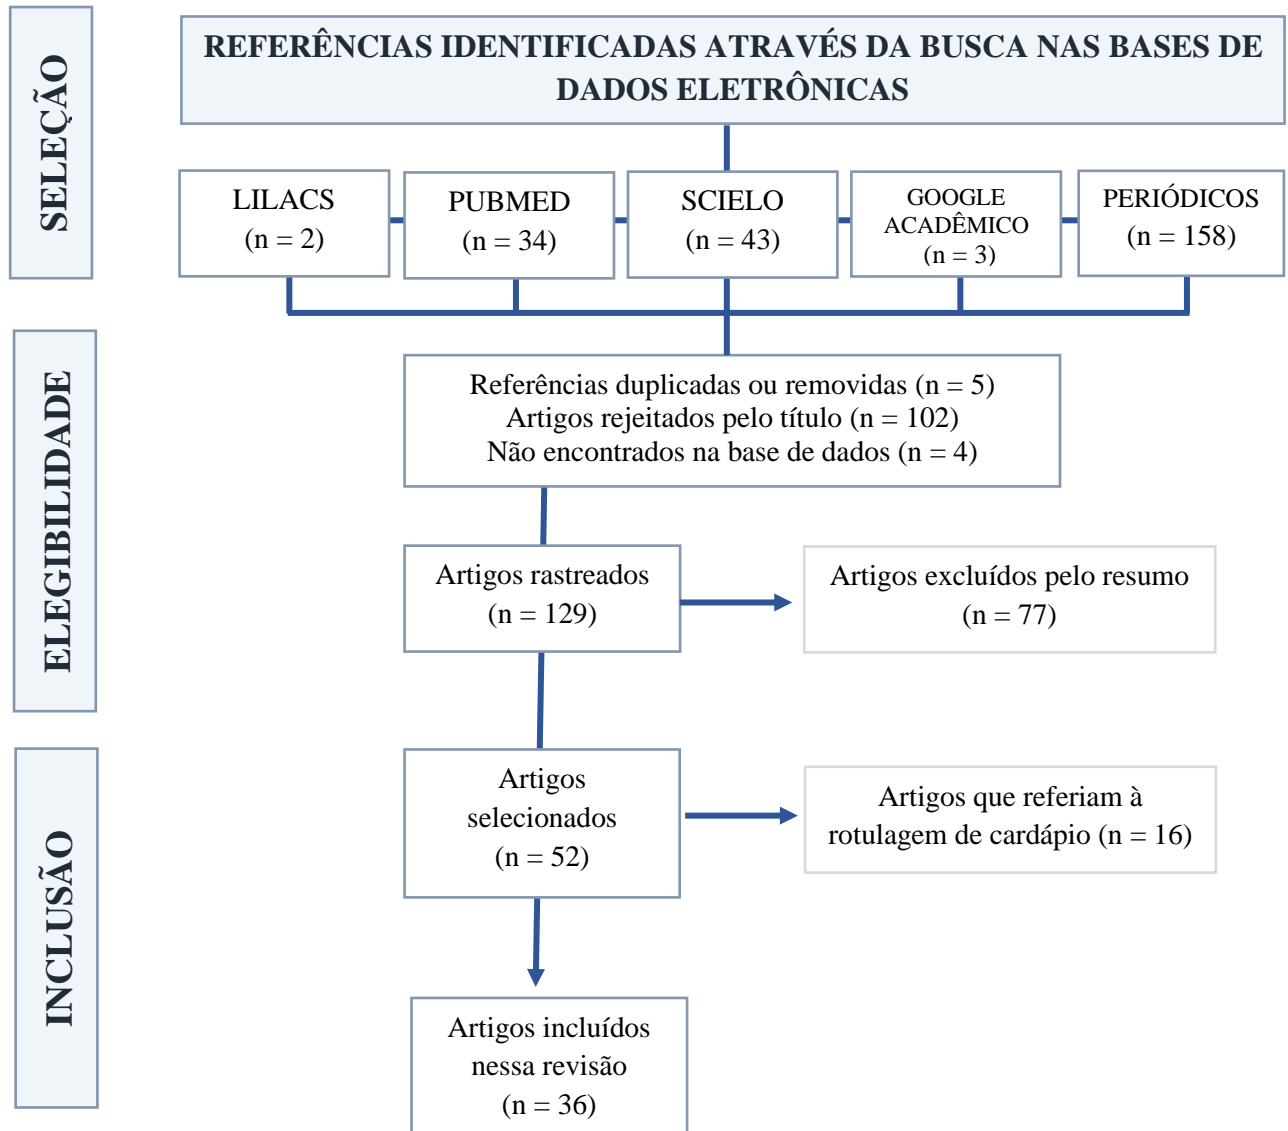 SELEÇÃO
REFERÊNCIAS IDENTIFICADAS ATRAVÉS DA BUSCA NAS BASES DE
DADOS ELETRÔNICAS
LILACS
(n = 2)
PUBMED
(n = 34)
SCIELO
(n = 43)
GOOGLE
ACADÊMICO
(n = 3)
PERIÓDICOS
(n = 158)
ELEGIBILIDADE
Referências duplicadas ou removidas (n = 5)
Artigos rejeitados pelo título (n = 102)
Não encontrados na base de dados (n = 4)
Artigos rastreados
(n = 129)
Artigos excluídos pelo resumo
(n = 77)
INCLUSÃO
Artigos
selecionados
(n = 52)
Artigos que referiam à
rotulagem de cardápio (n = 16)
Artigos incluídos
nessa revisão
(n = 36)